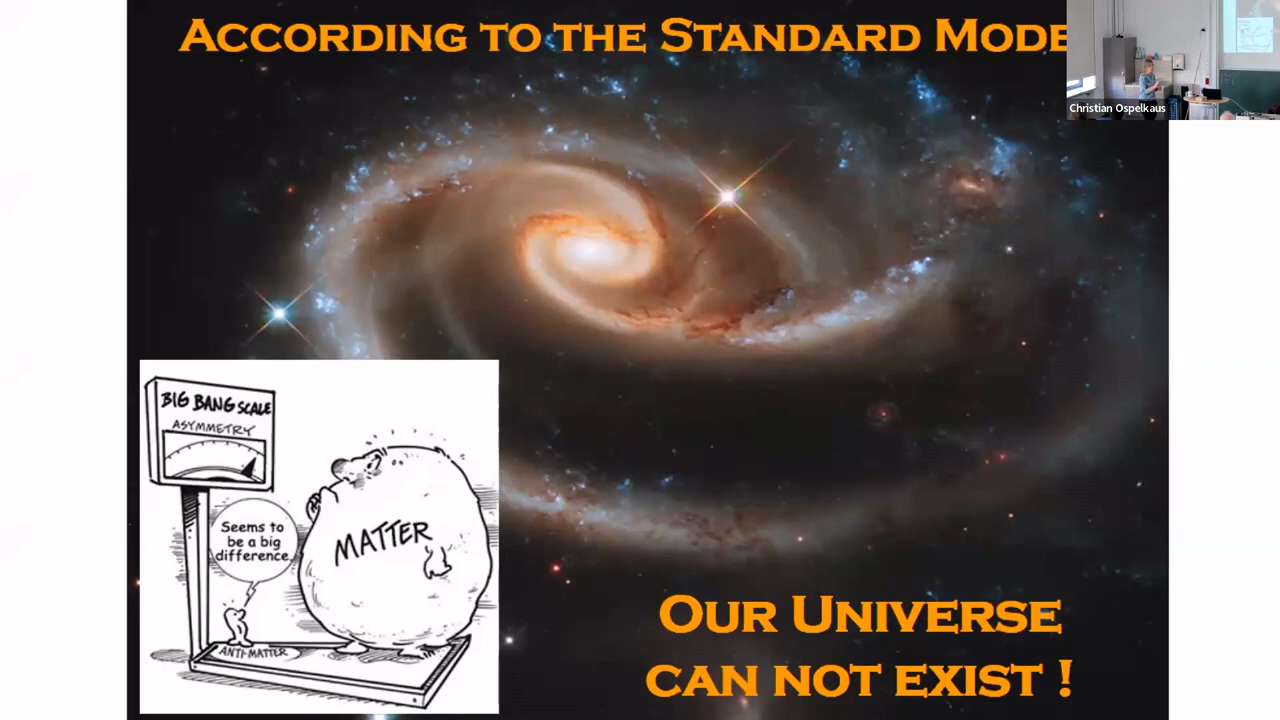 ACCORDING TO THE STANDARD MODE
Christian Ospelkaus
BIG BANG SCALE
ASYMMETRY
Seems to
be a big
difference.
MATTER
ANTI-MATTER
OUR UNIVERSE
CAN NOT EXIST !